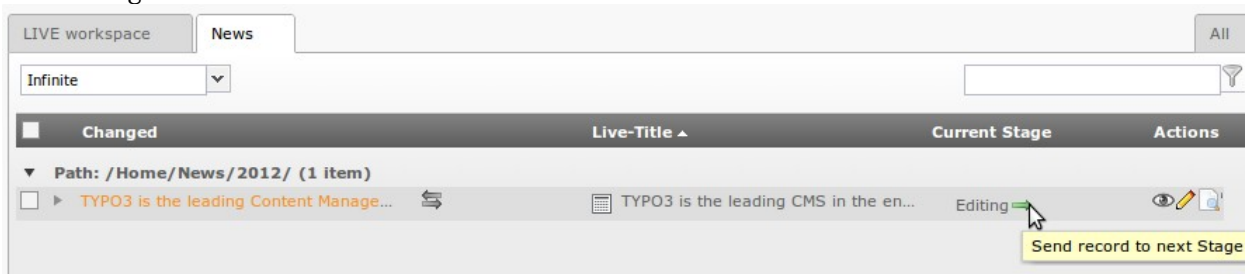 LIVE workspace News All
Infinite
Changed Live-Title Current Stage Actions
Path: /Home/News/2012/ (1 item)
TYPO3 is the leading Content Manage... TYPO3 is the leading CMS in the en... Editing
Send record to next Stage